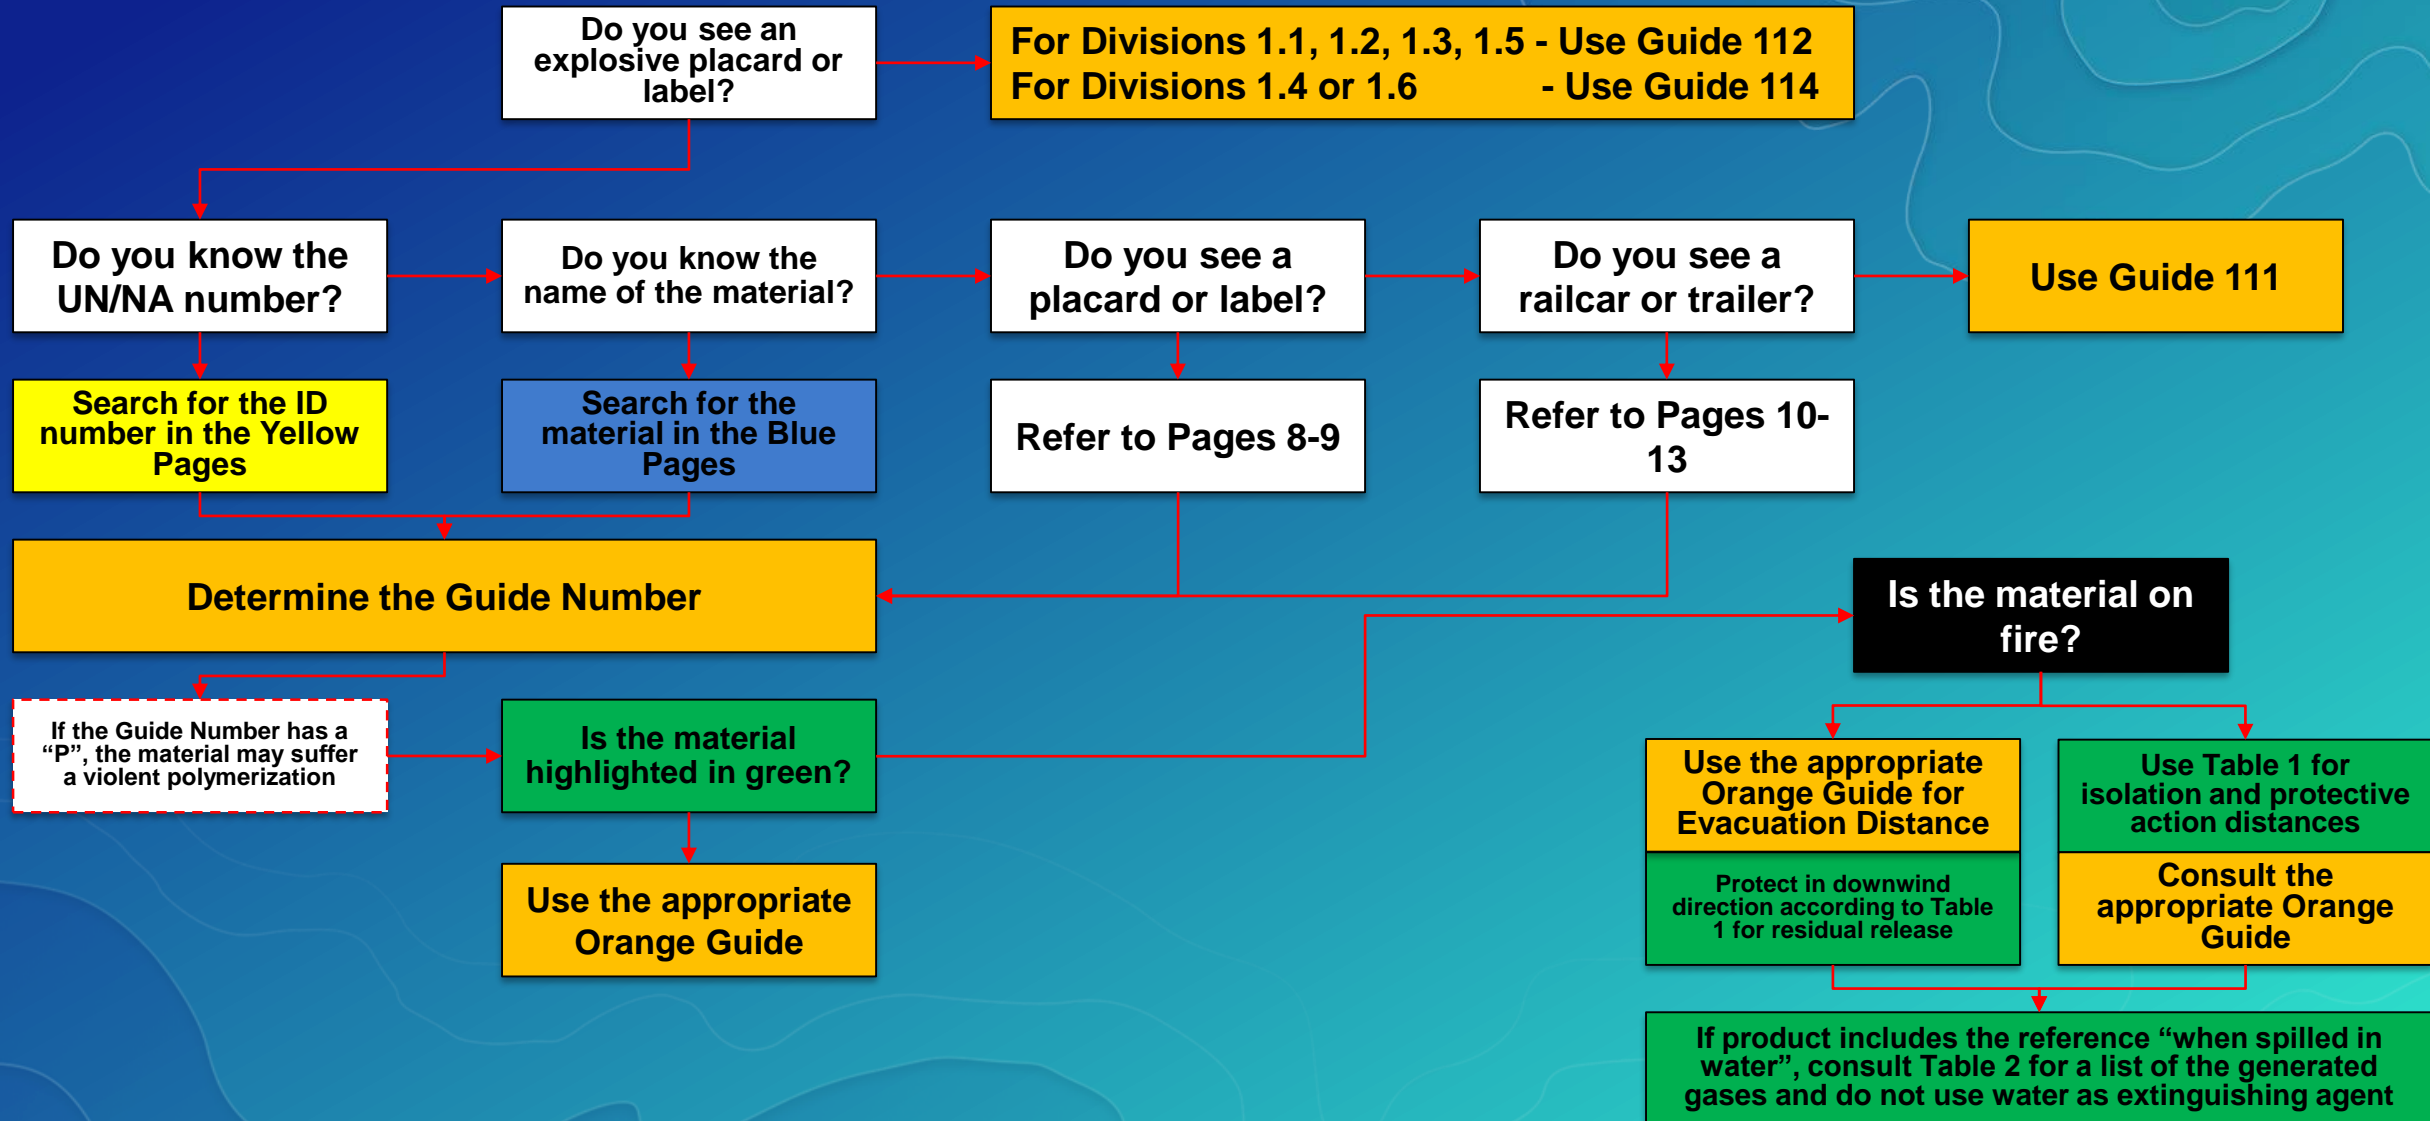 Do you see an
explosive placard or
label?
For Divisions 1.1, 1.2, 1.3, 1.5 - Use Guide 112
For Divisions 1.4 or 1.6 - Use Guide 114
Do you know the
UN/NA number?
Do you know the
name of the material?
Do you see a
placard or label?
Do you see a
railcar or trailer?
Use Guide 111
Search for the ID
number in the Yellow
Pages
Search for the
material in the Blue
Pages
Refer to Pages 8-9
Refer to Pages 10-
13
Determine the Guide Number
Is the material on
fire?
If the Guide Number has a
“P”, the material may suffer
a violent polymerization
Is the material
highlighted in green?
Use the appropriate
Orange Guide
Use the appropriate
Orange Guide for
Evacuation Distance
Protect in downwind
direction according to Table
1 for residual release
Use Table 1 for
isolation and protective
action distances
Consult the
appropriate Orange
Guide
If product includes the reference “when spilled in
water”, consult Table 2 for a list of the generated
gases and do not use water as extinguishing agent